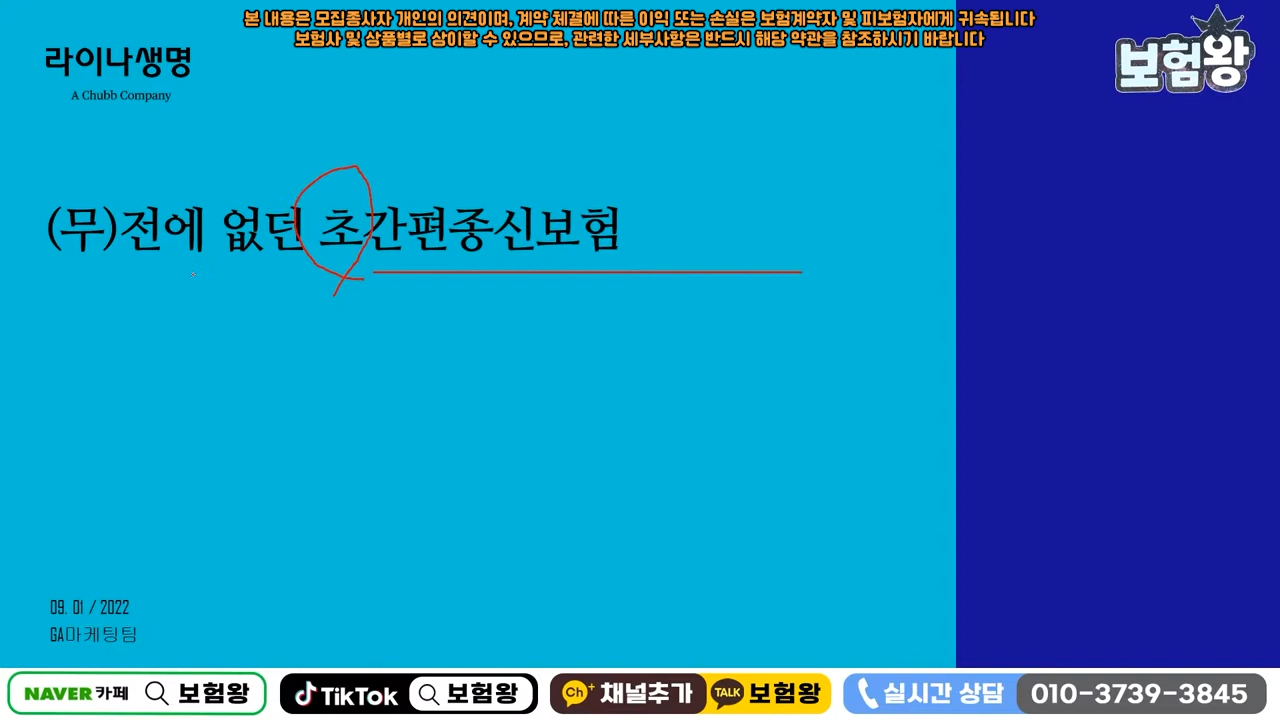 본 내용은 모집종사자 개인의 의견이며, 계약 체결에 따른 이익 또는 손실은 보험계약자 및 피보험자에게 귀속됩니다
보험사 및 상품별로 상이할 수 있으므로, 관련한 세부사항은 반드시 해당 약관을 참조하시기 바랍니다
라이나생명
A Chubb Company
보험왕
(무)전에 없던 초간편종신보험
09. 01 / 2022
GA마케팅팀
NAVER 카페 보험왕
TikTok 보험왕
Ch+ 채널추가 TALK 보험왕
실시간 상담 010-3739-3845